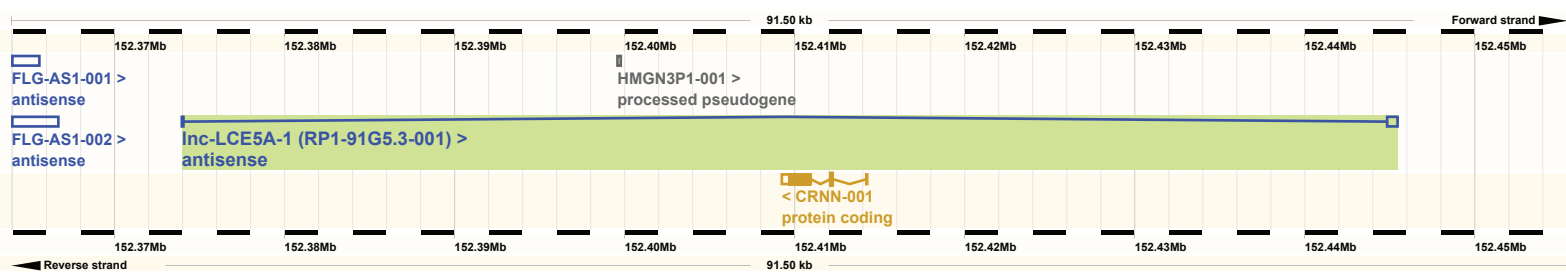 91.50 kb Forward strand
152.37Mb 152.38Mb 152.39Mb 152.40Mb 152.41Mb 152.42Mb 152.43Mb 152.44Mb 152.45Mb
FLG-AS1-001 > HMGN3P1-001 >
antisense processed pseudogene
FLG-AS1-002 > lnc-LCE5A-1 (RP1-91G5.3-001) >
antisense antisense
< CRNN-001
protein coding
152.37Mb 152.38Mb 152.39Mb 152.40Mb 152.41Mb 152.42Mb 152.43Mb 152.44Mb 152.45Mb
Reverse strand 91.50 kb